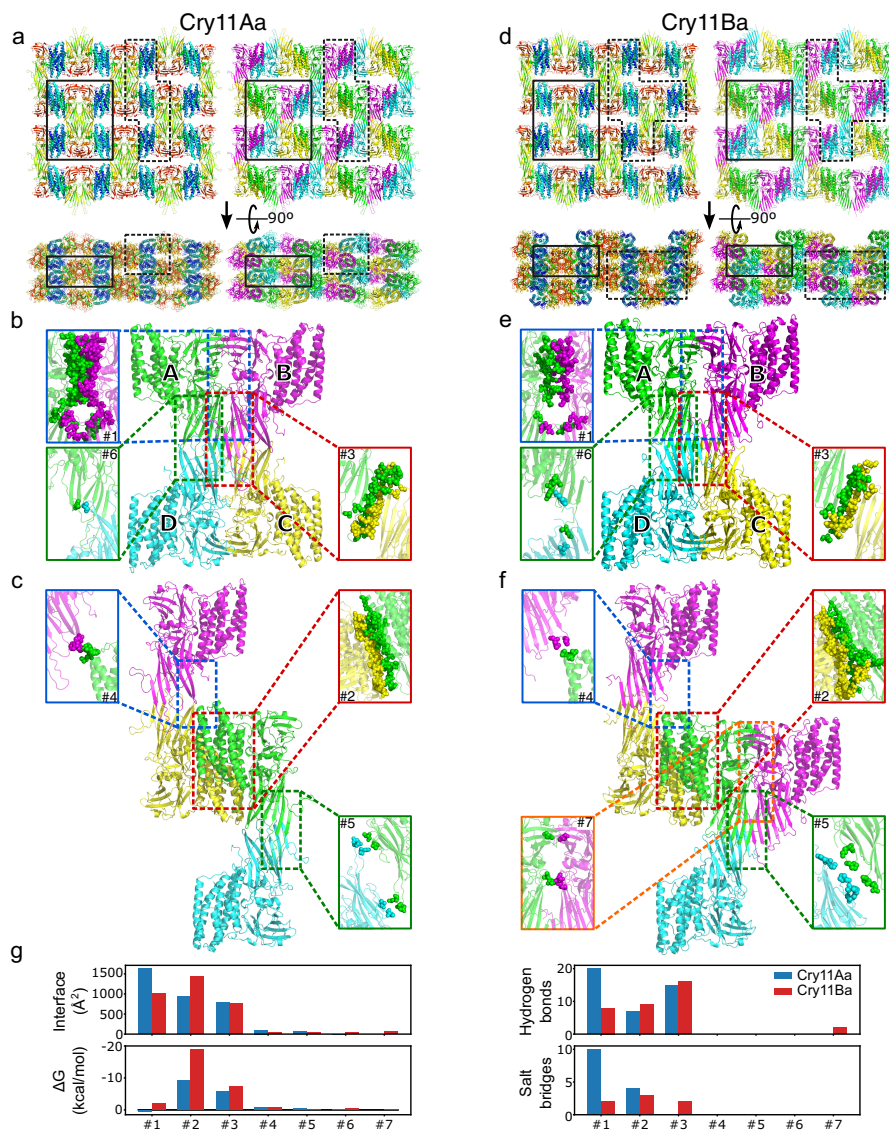 Cry11Aa
Cry11Ba
a
d
90º
90º
b
e
A
B
#1
#6
#3
D
C
A
B
#1
#6
#3
D
C
c
f
#4
#2
#5
#4
#2
#7
#5
g
Interface
(Å²)
1500
1000
500
0
Hydrogen
bonds
20
10
0
Cry11Aa
Cry11Ba
ΔG
(kcal/mol)
-20
-10
0
Salt
bridges
10
5
0
#1 #2 #3 #4 #5 #6 #7
#1 #2 #3 #4 #5 #6 #7